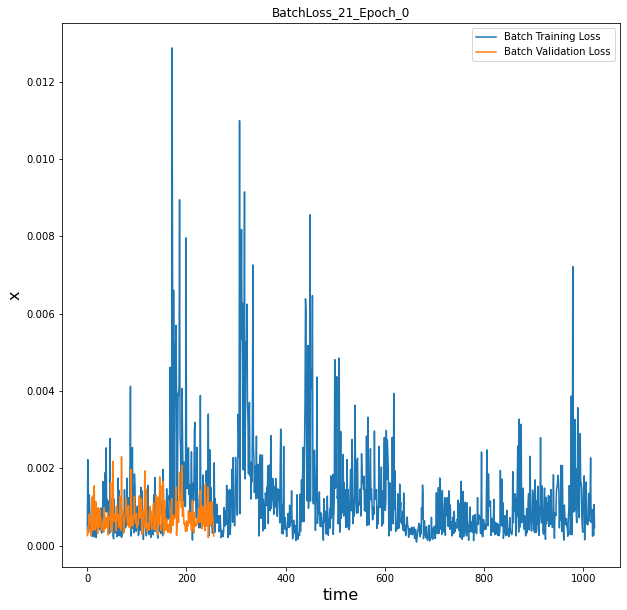 BatchLoss_21_Epoch_0
Batch Training Loss
Batch Validation Loss
0.012
0.010
0.008
0.006
0.004
0.002
0.000
x
0 200 400 600 800 1000
time